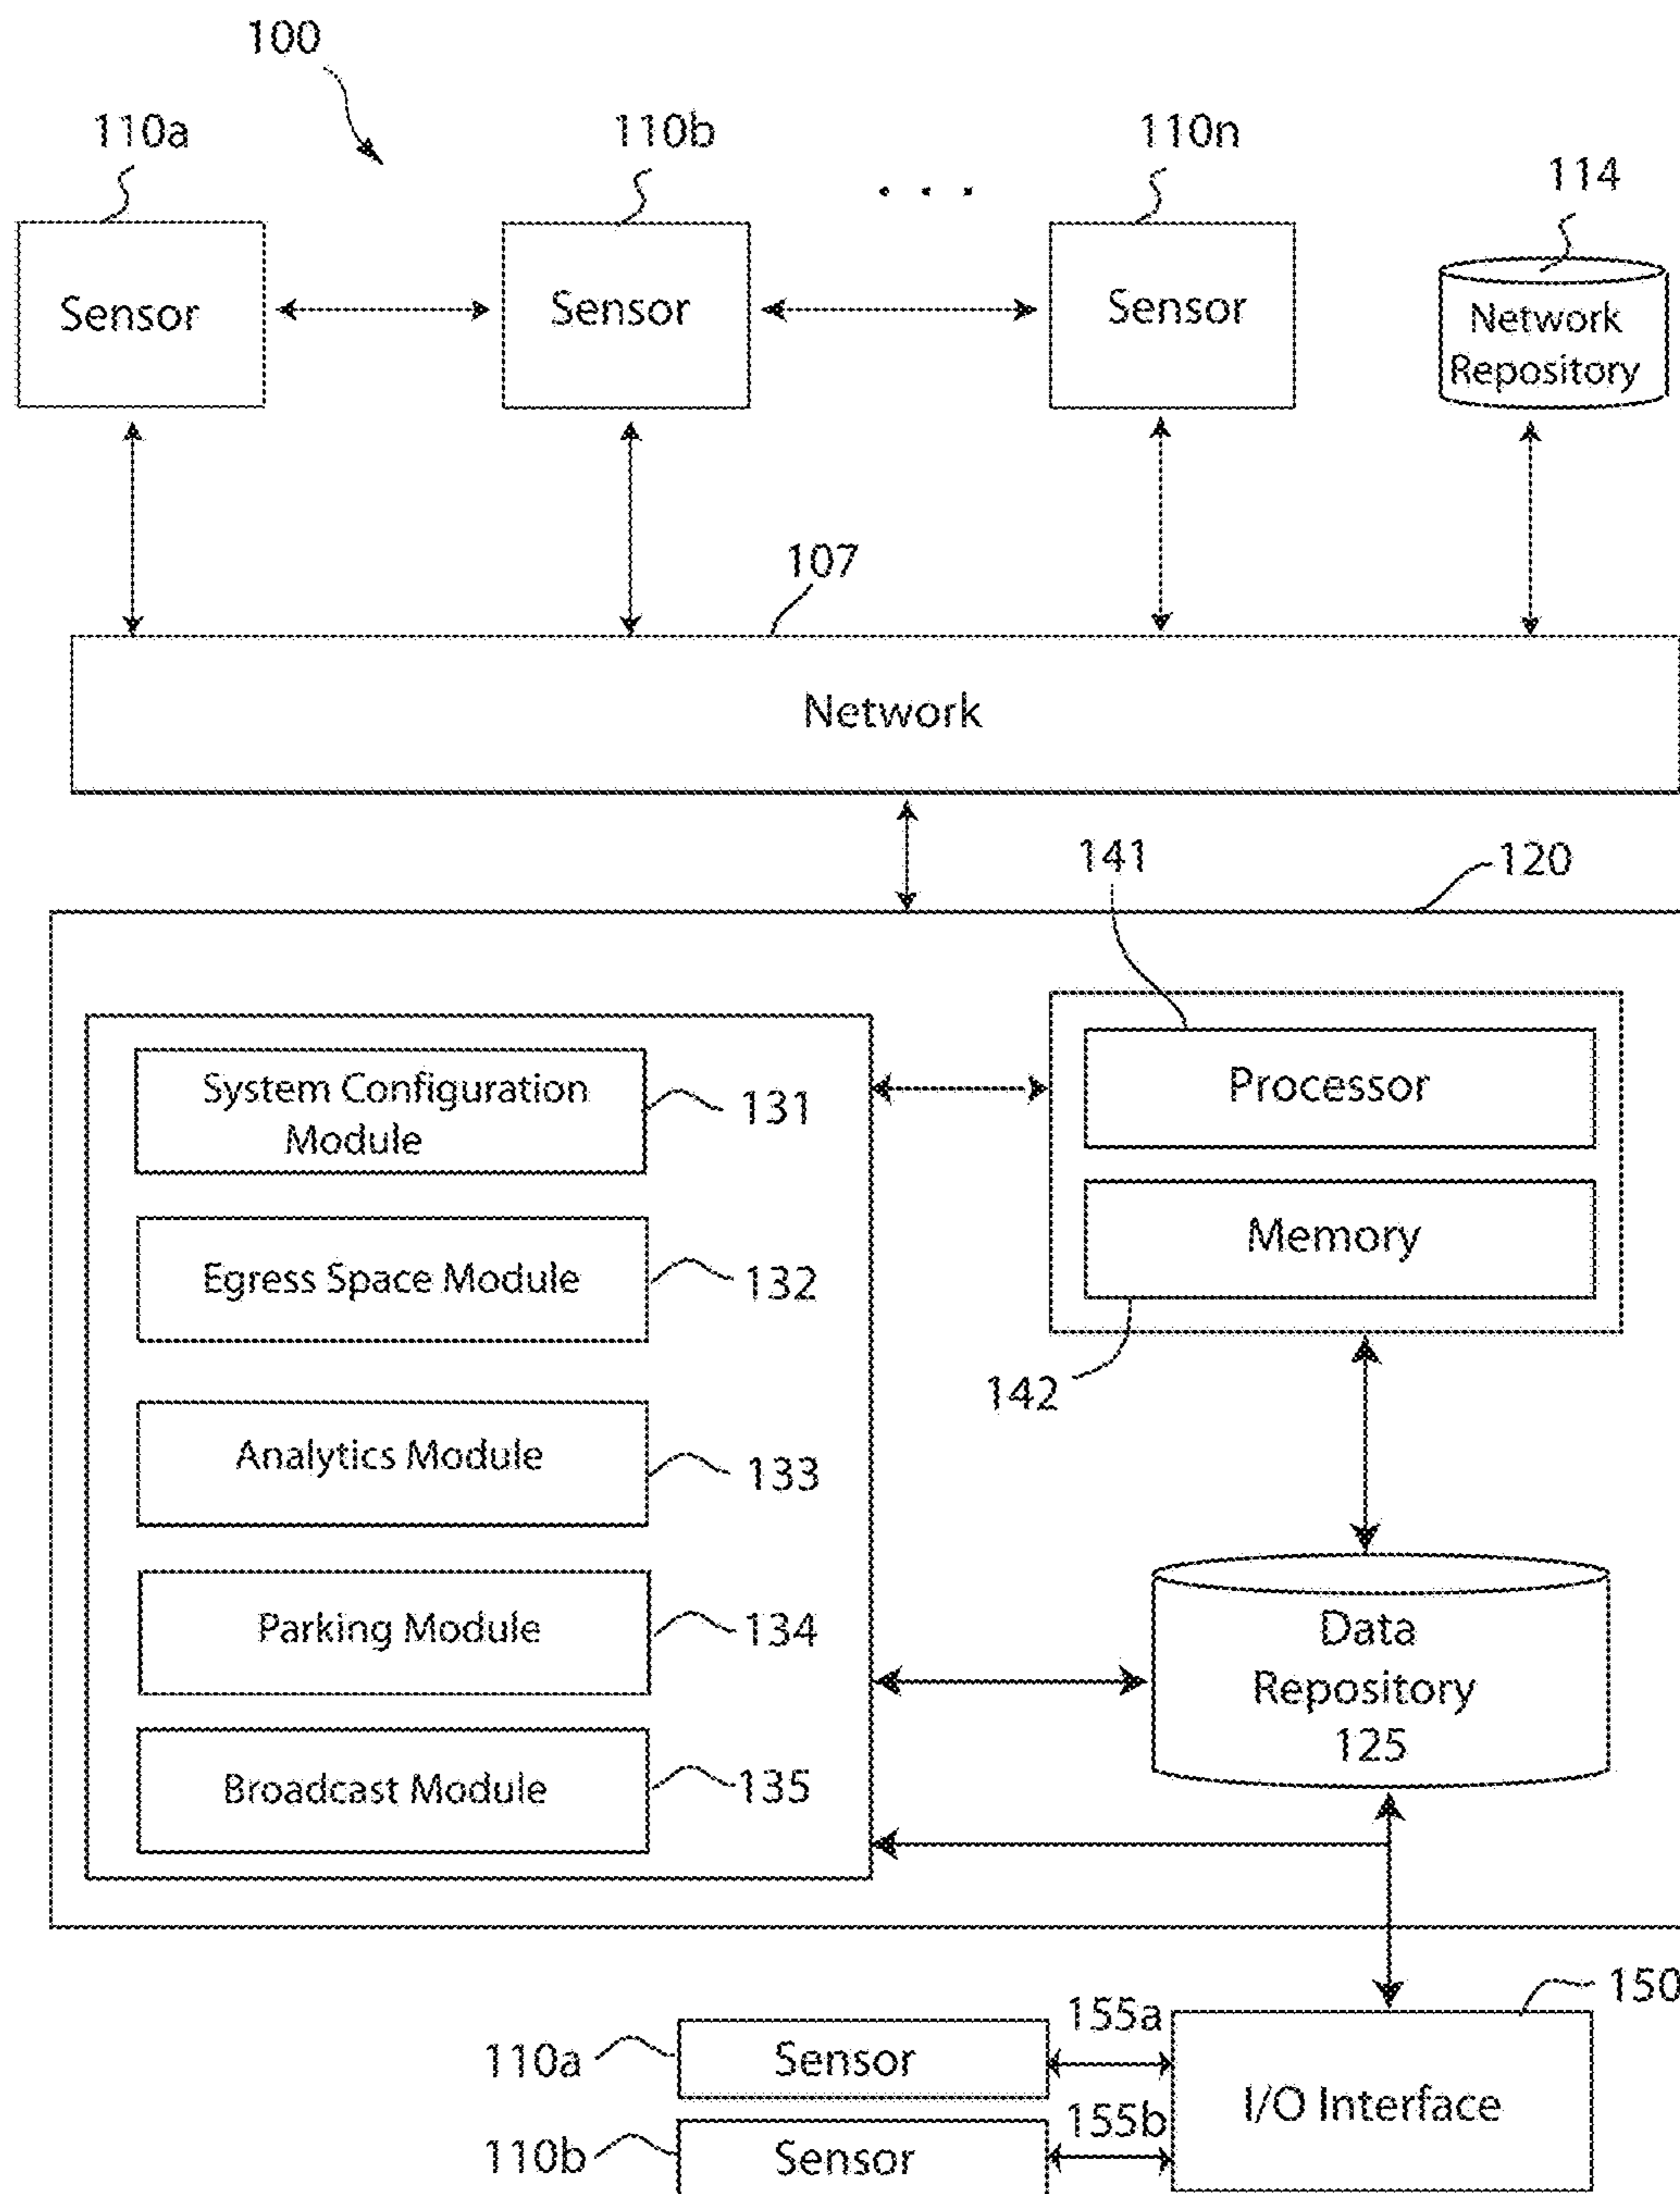 100
110a
110b
110n
. . .
114
Sensor
Sensor
Sensor
Network
Repository
107
Network
141
120
System Configuration
Module
131
Processor
Egress Space Module
132
Memory
142
Analytics Module
133
Parking Module
134
Data
Repository
125
Broadcast Module
135
150
110a
Sensor
155a
I/O Interface
110b
Sensor
155b